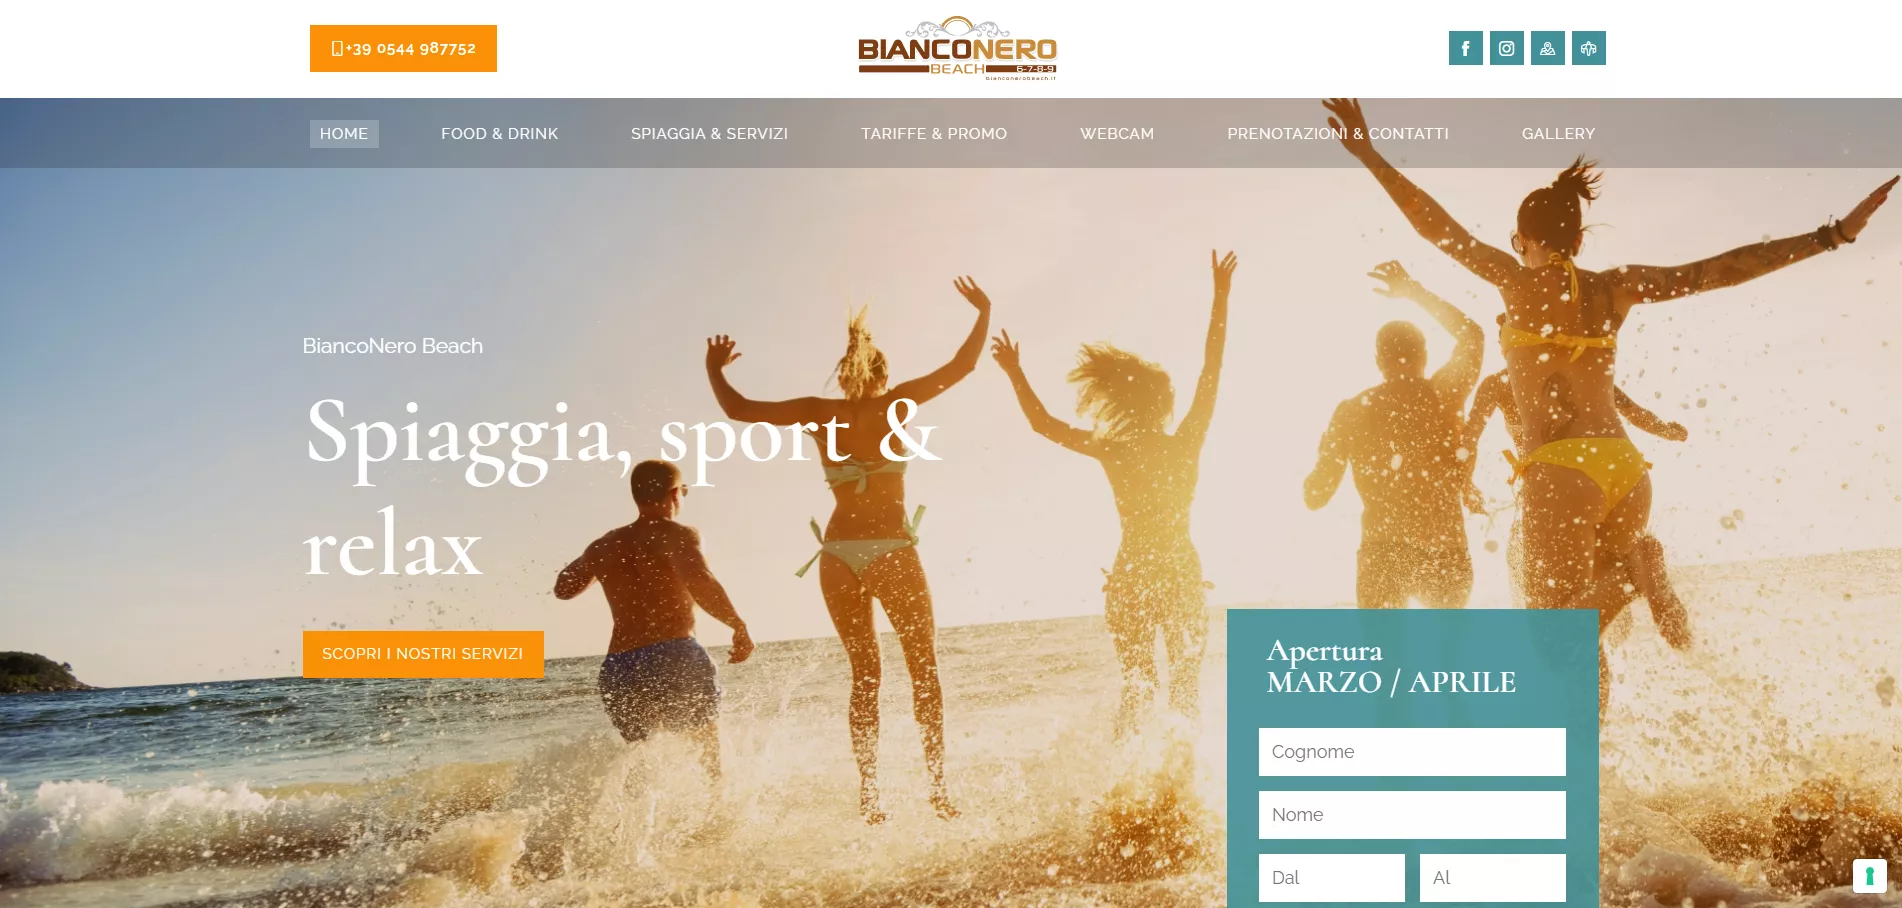 +39 0544 987752
BIANCONERO
BEACH
6-7-8-9
bianconerobeach.it
HOME
FOOD & DRINK
SPIAGGIA & SERVIZI
TARIFFE & PROMO
WEBCAM
PRENOTAZIONI & CONTATTI
GALLERY
BiancoNero Beach
Spiaggia, sport &
relax
SCOPRI I NOSTRI SERVIZI
Apertura
MARZO / APRILE
Cognome
Nome
Dal
Al